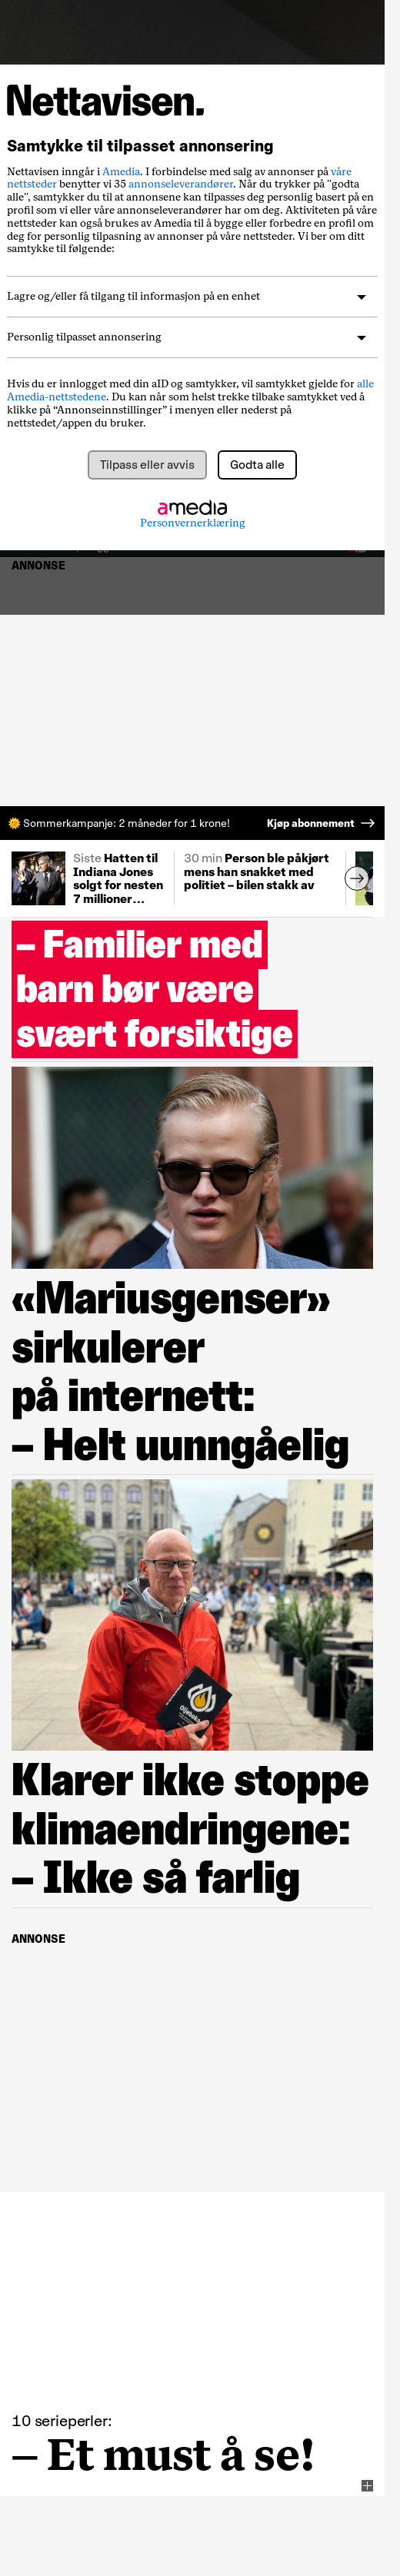 Nettavisen.
Samtykke til tilpasset annonsering
Nettavisen inngår i Amedia. I forbindelse med salg av annonser på våre
nettsteder benytter vi 35 annonseleverandører. Når du trykker på "godta
alle", samtykker du til at annonsene kan tilpasses deg personlig basert på en
profil som vi eller våre annonseleverandører har om deg. Aktiviteten på våre
nettsteder kan også brukes av Amedia til å bygge eller forbedre en profil om
deg for personlig tilpasning av annonser på våre nettsteder. Vi ber om ditt
samtykke til følgende:
Lagre og/eller få tilgang til informasjon på en enhet
Personlig tilpasset annonsering
Hvis du er innlogget med din aID og samtykker, vil samtykket gjelde for alle
Amedia-nettstedene. Du kan når som helst trekke tilbake samtykket ved å
klikke på “Annonseinnstillinger” i menyen eller nederst på
nettstedet/appen du bruker.
Tilpass eller avvis
Godta alle
amedia
Personvernerklæring
ANNONSE
🌞 Sommerkampanje: 2 måneder for 1 krone!
Kjøp abonnement
Siste Hatten til
Indiana Jones
solgt for nesten
7 millioner...
30 min Person ble påkjørt
mens han snakket med
politiet – bilen stakk av
– Familier med
barn bør være
svært forsiktige
«Mariusgenser»
sirkulerer
på internett:
– Helt uunngåelig
Klarer ikke stoppe
klimaendringene:
– Ikke så farlig
ANNONSE
10 serieperler:
– Et must å se!